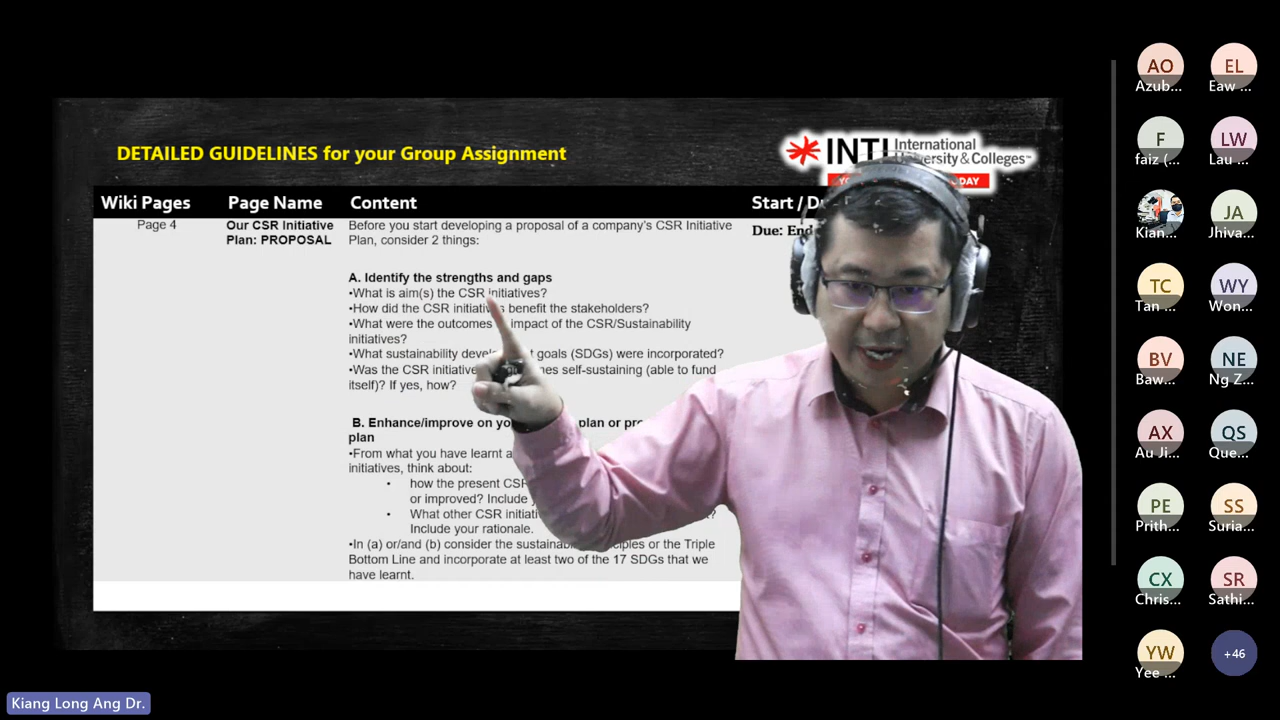 DETAILED GUIDELINES for your Group Assignment
INTI International
University & Colleges
DAY
Wiki Pages Page Name Content Start / D
Page 4 Our CSR Initiative Before you start developing a proposal of a company's CSR Initiative Due: End
Plan: PROPOSAL Plan, consider 2 things:
A. Identify the strengths and gaps
•What is aim(s) the CSR initiatives?
•How did the CSR benefit the stakeholders?
•What were the outcomes impact of the CSR/Sustainability
initiatives?
•What sustainability goals (SDGs) were incorporated?
•Was the CSR initiative self-sustaining (able to fund
itself)? If yes, how?
B. Enhance/improve on plan or
plan
•From what you have learnt
initiatives, think about:
• how the present CSR
or improved? Include
• What other CSR
Include your rationale.
•In (a) or/and (b) consider the or the Triple
Bottom Line and incorporate at least two of the 17 SDGs that we
have learnt.
AO EL
Azub... Eaw ...
F LW
faiz (... Lau ...
JA
Kian... Jhiva...
TC WY
Tan ... Won...
BV NE
Baw... Ng Z...
AX QS
Au Ji... Que...
PE SS
Prith... Suria...
CX SR
Chris... Sathi...
YW +46
Yee ...
Kiang Long Ang Dr.